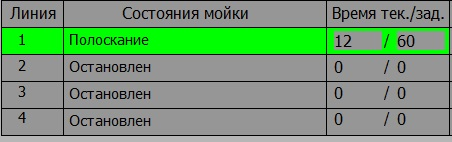 Линия Состояния мойки Время тек./зад.
1 Полоскание 12 / 60
2 Остановлен 0 / 0
3 Остановлен 0 / 0
4 Остановлен 0 / 0